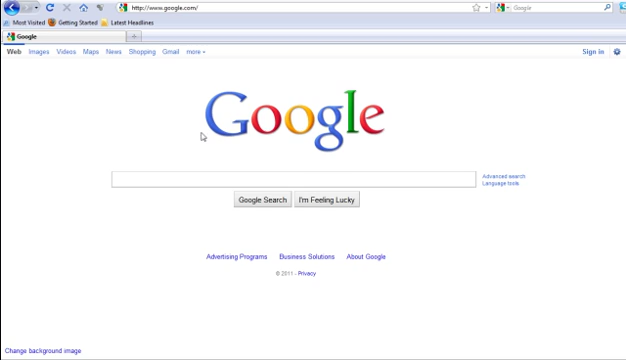 http://www.google.com/
Google
Most Visited Getting Started Latest Headlines
Google
Web Images Videos Maps News Shopping Gmail more
Sign in
Google
Advanced search
Language tools
Google Search I'm Feeling Lucky
Advertising Programs Business Solutions About Google
© 2011 - Privacy
Change background image